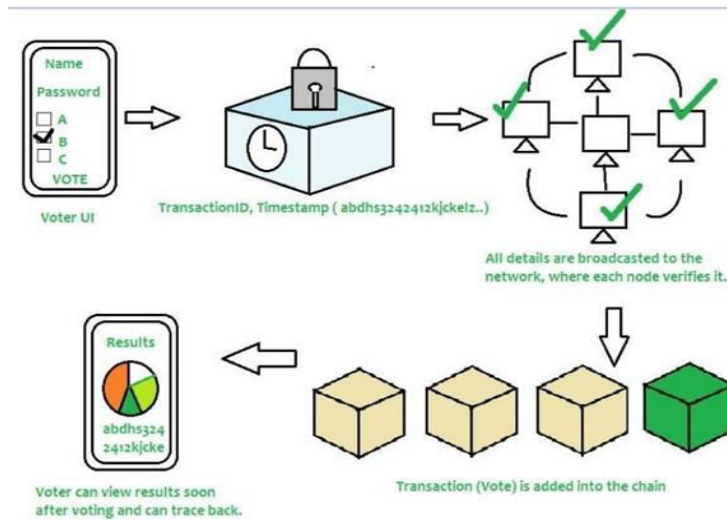 Name
Password
A
B
C
VOTE
Voter UI
TransactionID, Timestamp ( abdhs3242412kjckelz..)
All details are broadcasted to the
network, where each node verifies it.
Results
abdhs324
2412kjcke
Voter can view results soon
after voting and can trace back.
Transaction (Vote) is added into the chain